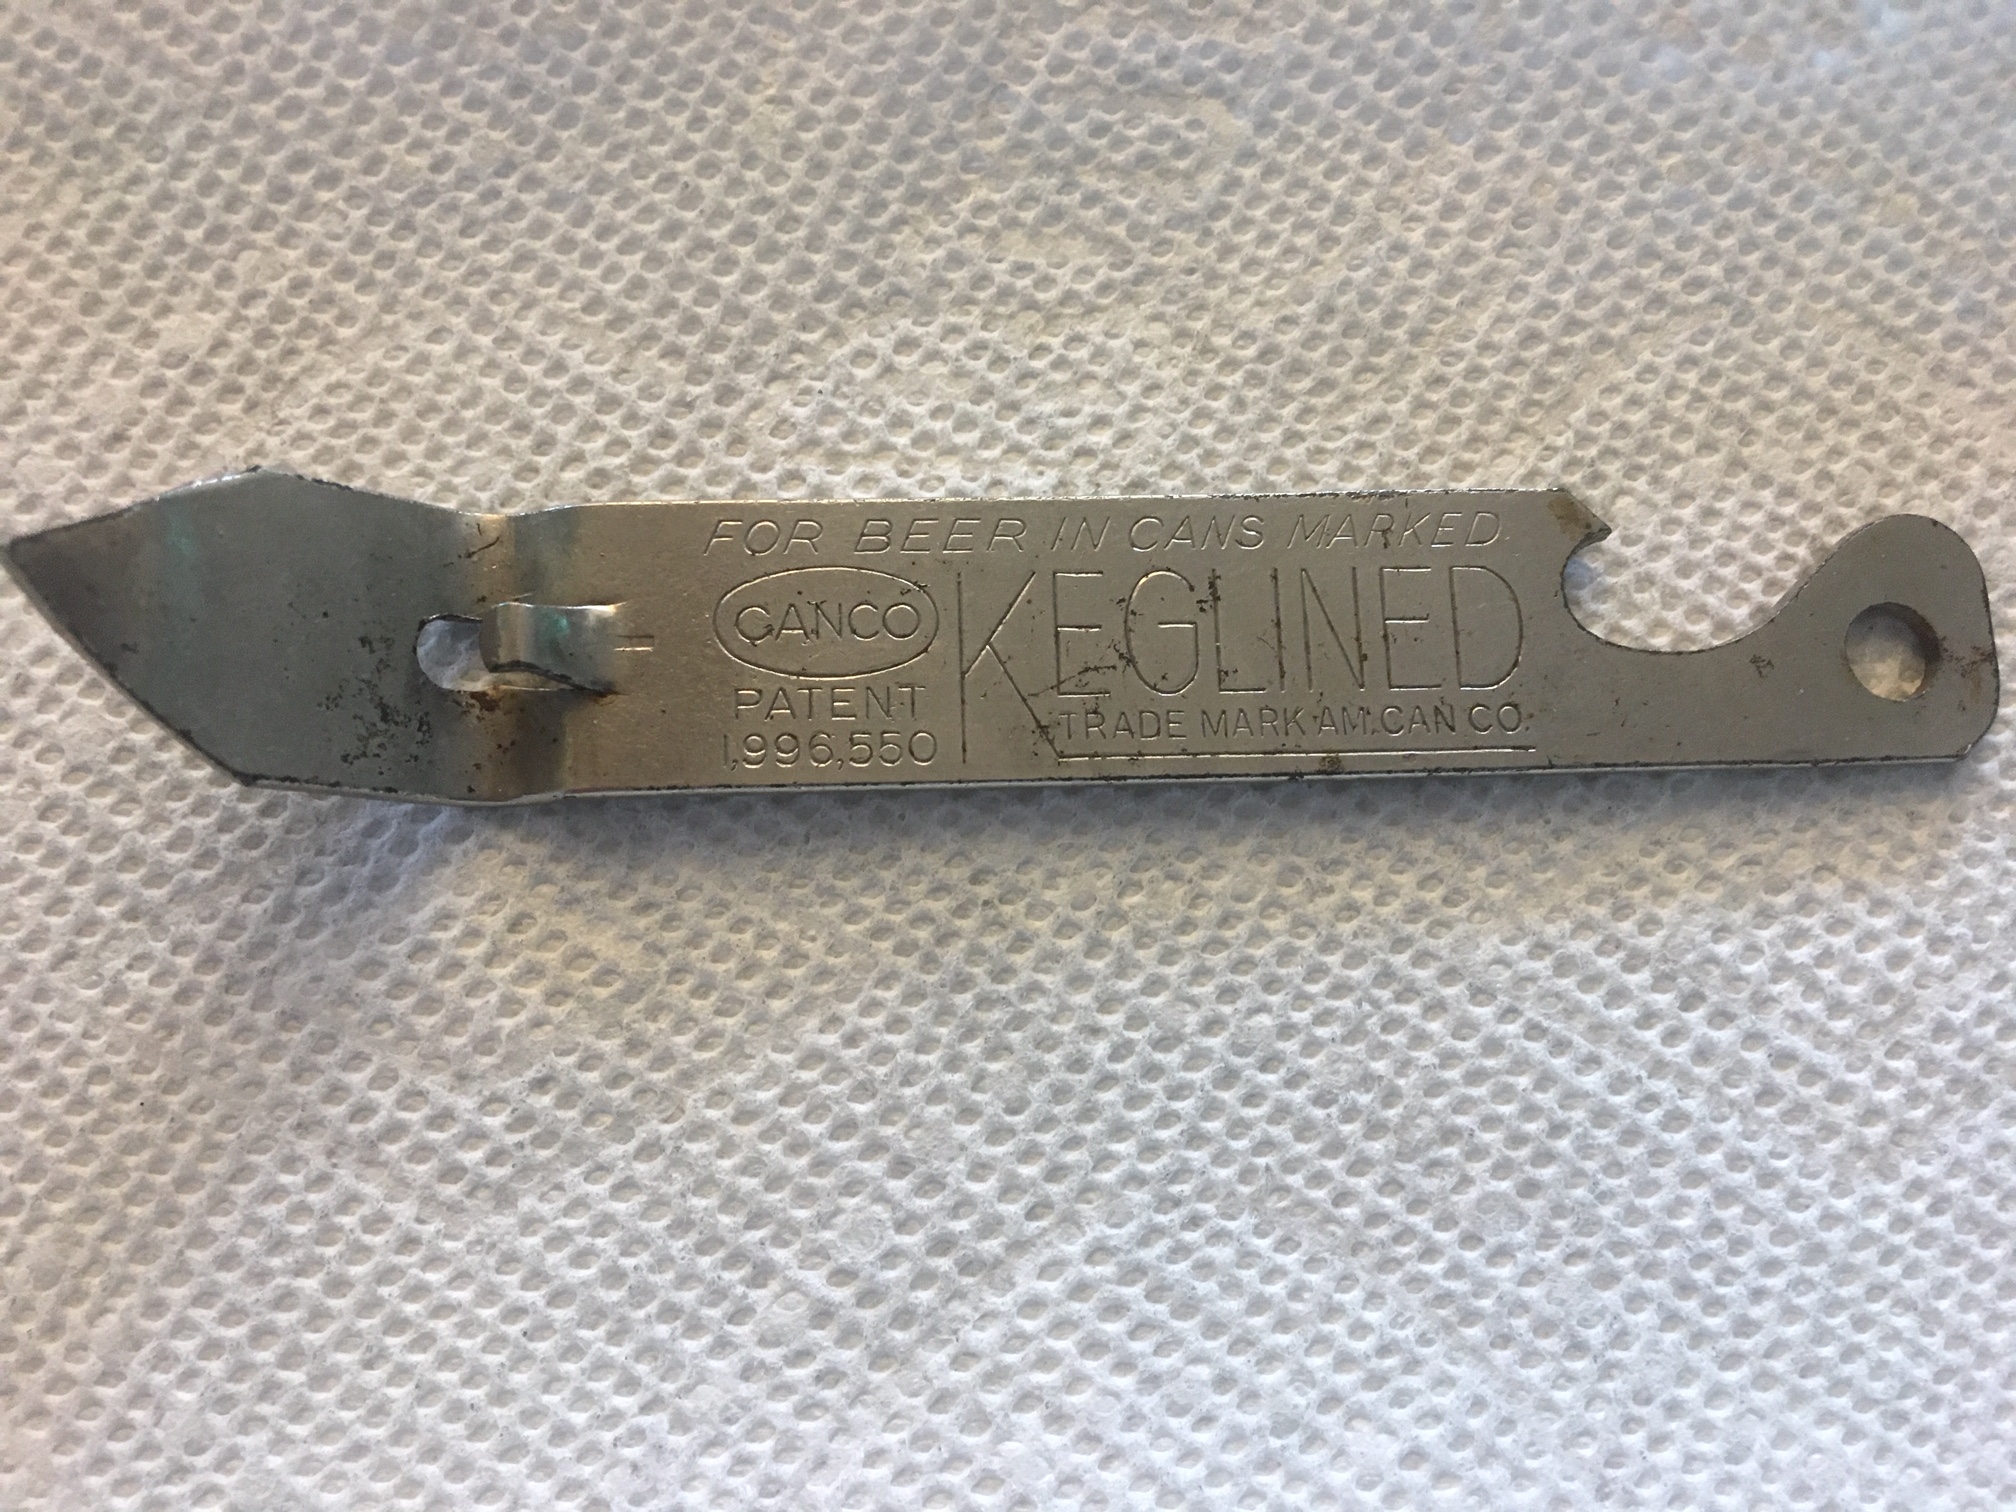 FOR BEER IN CANS MARKED
CANCO
KEGLINED
PATENT
1,996,550
TRADE MARK AM. CAN CO.